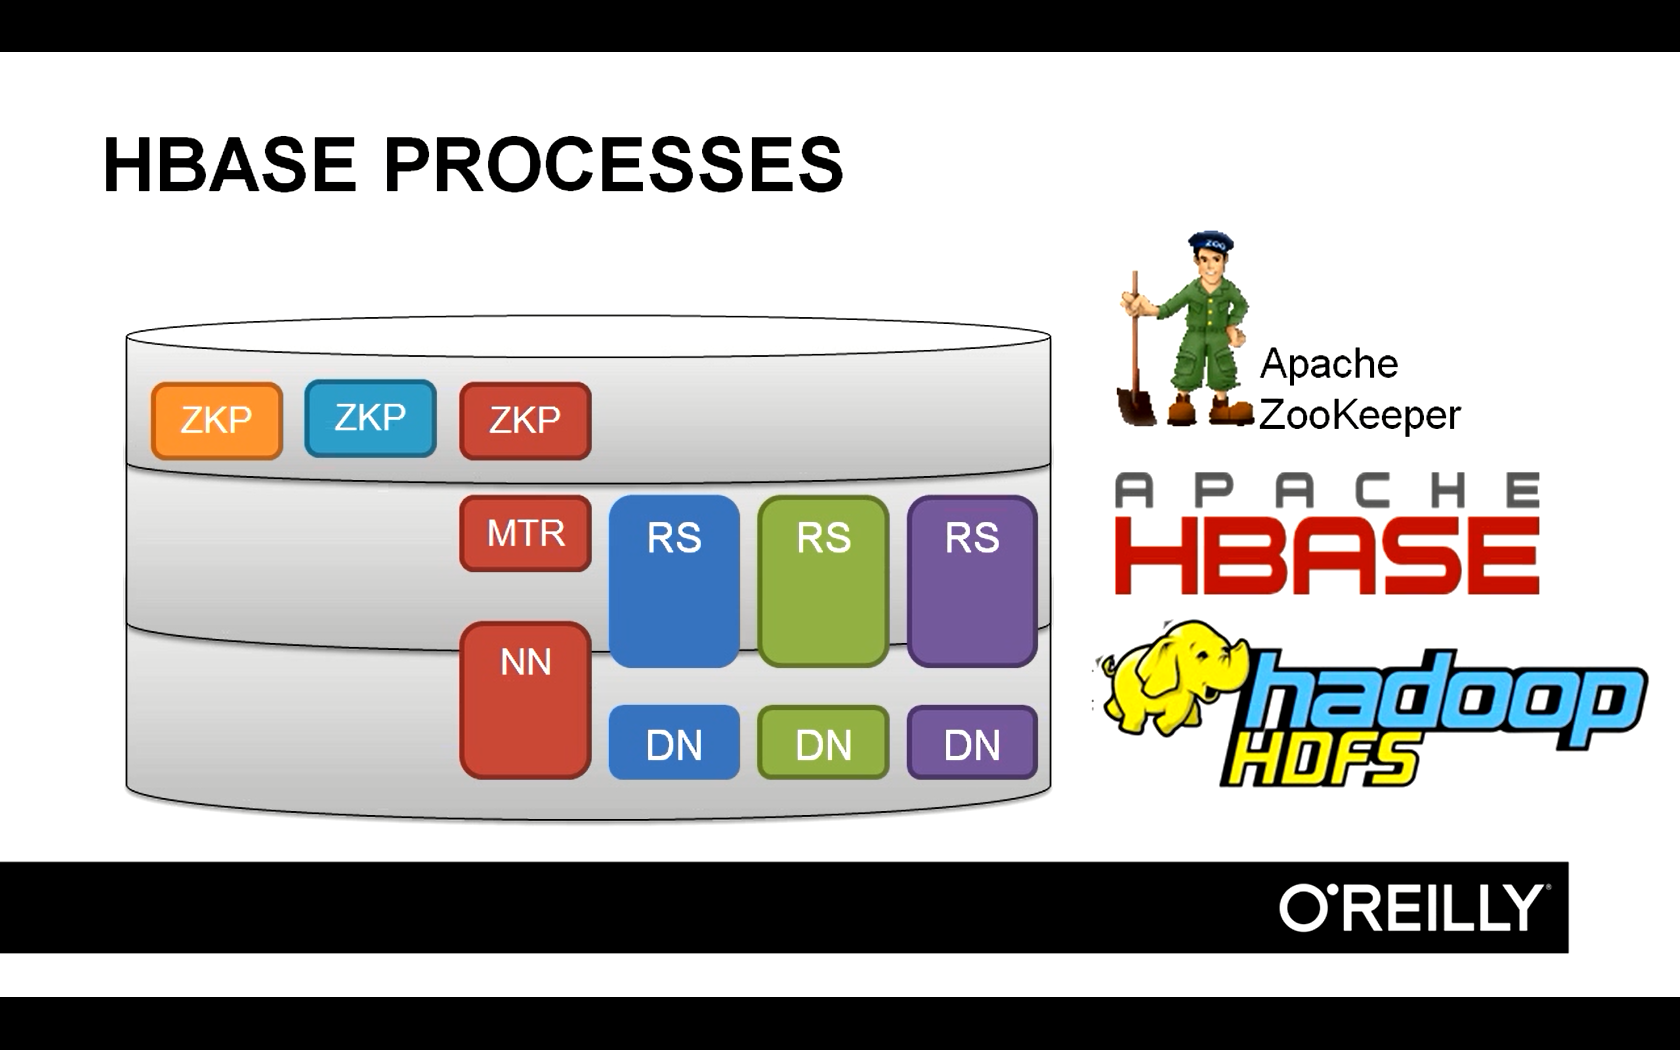 HBASE PROCESSES
ZOO
Apache
ZooKeeper
ZKP ZKP ZKP
APACHE
HBASE
MTR RS RS RS
NN
hadoop
HDFS
DN DN DN
O'REILLY®